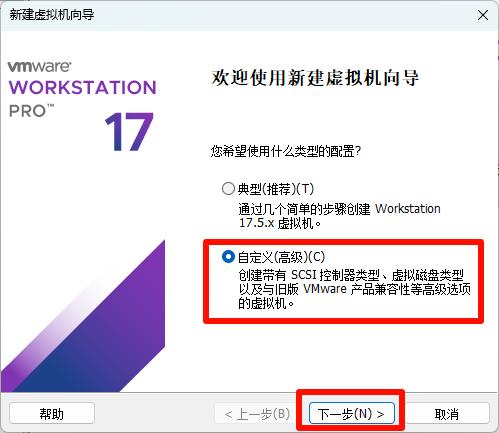 新建虚拟机向导
vmware
WORKSTATION
PRO™
17
欢迎使用新建虚拟机向导
您希望使用什么类型的配置?
典型(推荐)(T)
通过几个简单的步骤创建 Workstation
17.5.x 虚拟机。
自定义(高级)(C)
创建带有 SCSI 控制器类型、虚拟磁盘类型
以及与旧版 VMware 产品兼容性等高级选项
的虚拟机。
帮助
< 上一步(B)
下一步(N) >
取消